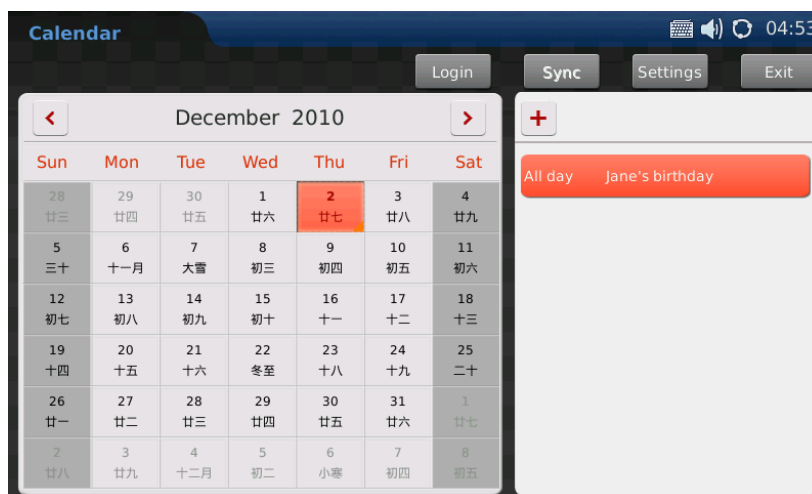 Calendar
04:53
Login
Sync
Settings
Exit
December 2010
Sun Mon Tue Wed Thu Fri Sat
28 29 30 1 2 3 4
廿三 廿四 廿五 廿六 廿七 廿八 廿九
5 6 7 8 9 10 11
三十 十一月 大雪 初三 初四 初五 初六
12 13 14 15 16 17 18
初七 初八 初九 初十 十一 十二 十三
19 20 21 22 23 24 25
十四 十五 十六 冬至 十八 十九 二十
26 27 28 29 30 31 1
廿一 廿二 廿三 廿四 廿五 廿六 廿七
2 3 4 5 6 7 8
廿八 廿九 十二月 初二 小寒 初四 初五
+
All day Jane's birthday